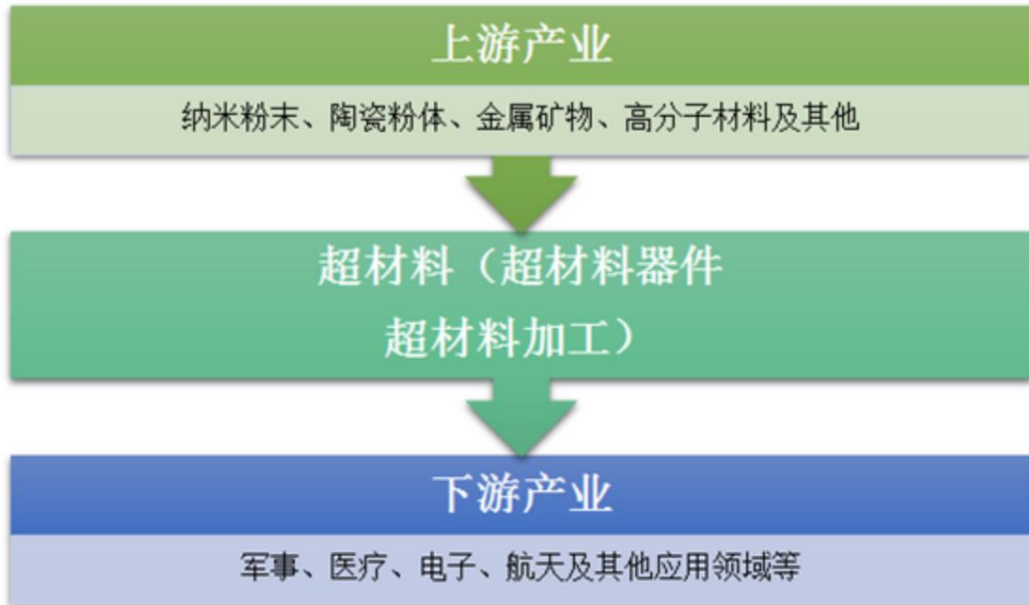 上游产业
纳米粉末、陶瓷粉体、金属矿物、高分子材料及其他
超材料（超材料器件
超材料加工）
下游产业
军事、医疗、电子、航天及其他应用领域等